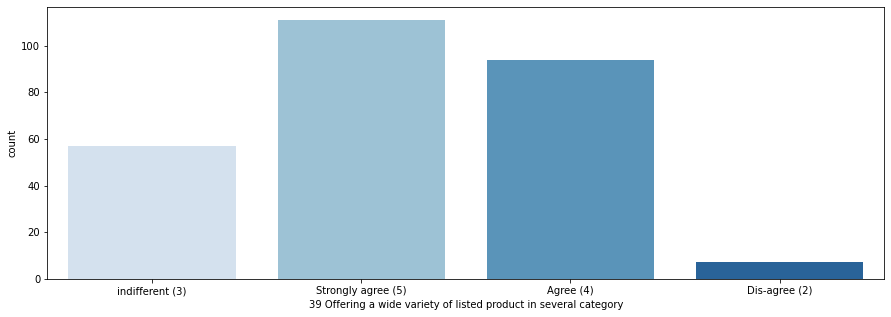 100
80
60
40
20
0
count
indifferent (3) Strongly agree (5) Agree (4) Dis-agree (2)
39 Offering a wide variety of listed product in several category